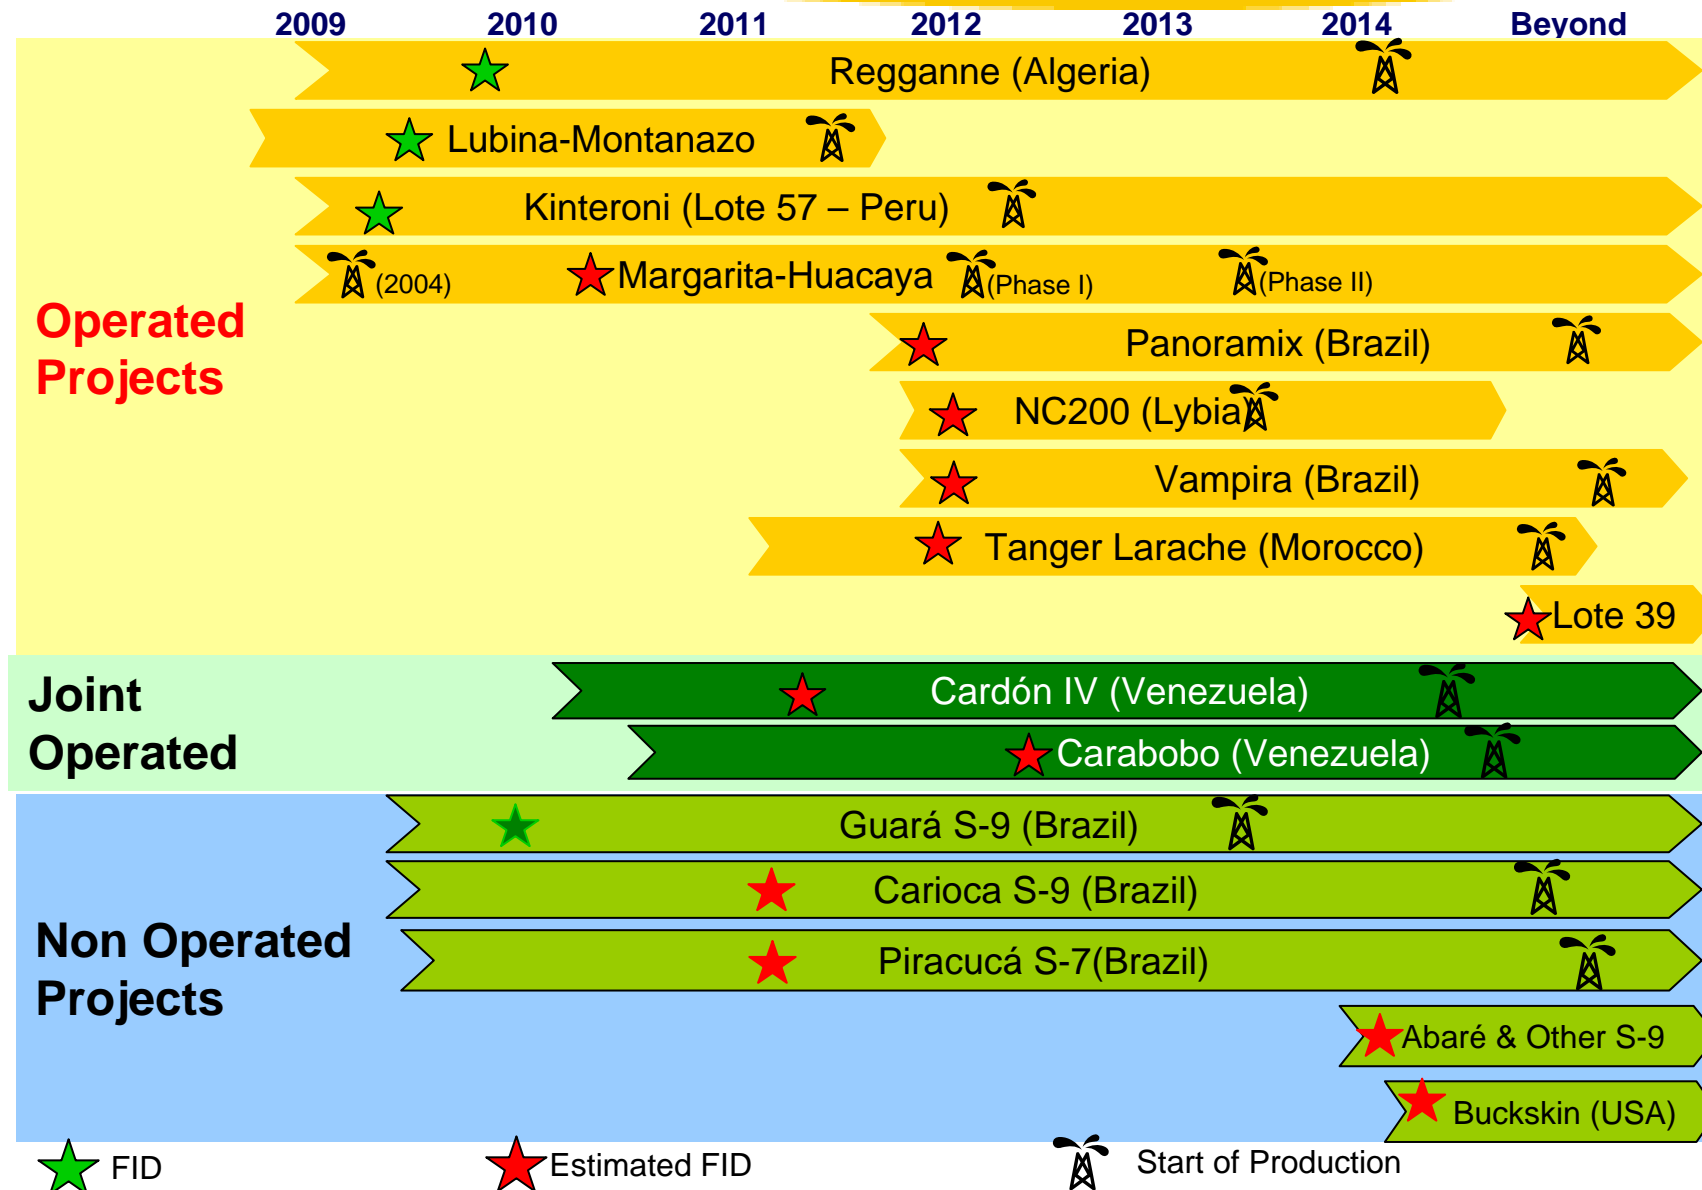 2009 2010 2011 2012 2013 2014 Beyond
Regganne (Algeria)
Lubina-Montanazo
Kinteroni (Lote 57 – Peru)
(2004) Margarita-Huacaya (Phase I) (Phase II)
Operated
Projects
Panoramix (Brazil)
NC200 (Lybia)
Vampira (Brazil)
Tanger Larache (Morocco)
Lote 39
Joint
Operated
Cardón IV (Venezuela)
Carabobo (Venezuela)
Non Operated
Projects
Guará S-9 (Brazil)
Carioca S-9 (Brazil)
Piracucá S-7(Brazil)
Abaré & Other S-9
Buckskin (USA)
FID Estimated FID Start of Production